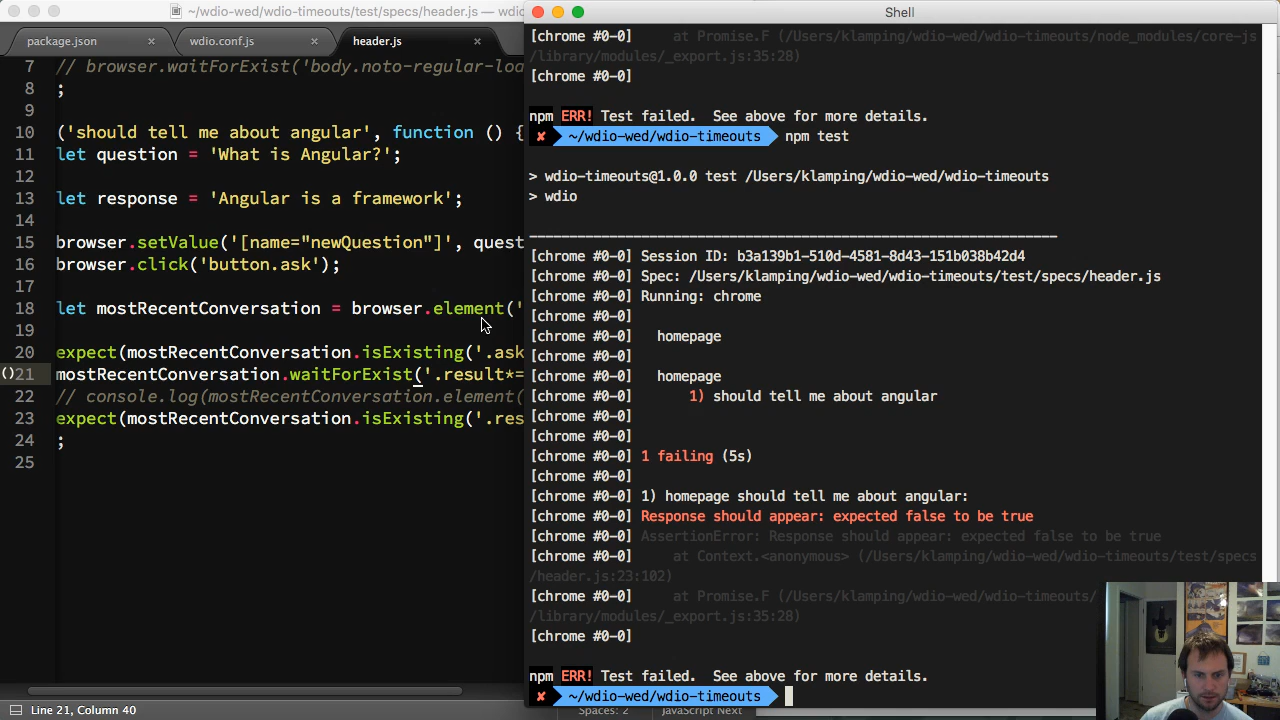 ~/wdio-wed/wdio-timeouts/test/specs/header.js — wdio
package.json ×
wdio.conf.js ×
header.js ×
7 // browser.waitForExist('body.noto-regular-loa
8 ;
9
10 ('should tell me about angular', function () {
11 let question = 'What is Angular?';
12
13 let response = 'Angular is a framework';
14
15 browser.setValue('[name="newQuestion"]', quest
16 browser.click('button.ask');
17
18 let mostRecentConversation = browser.element('
19
20 expect(mostRecentConversation.isExisting('.ask
()21 mostRecentConversation.waitForExist('.result*=
22 // console.log(mostRecentConversation.element(
23 expect(mostRecentConversation.isExisting('.res
24 ;
25
Line 21, Column 40
Spaces: 2
JavaScript Next
Shell
[chrome #0-0] at Promise.F (/Users/klamping/wdio-wed/wdio-timeouts/node_modules/core-js
/library/modules/_export.js:35:28)
[chrome #0-0]
npm ERR! Test failed. See above for more details.
✘ ~/wdio-wed/wdio-timeouts npm test
> wdio-timeouts@1.0.0 test /Users/klamping/wdio-wed/wdio-timeouts
> wdio
[chrome #0-0] Session ID: b3a139b1-510d-4581-8d43-151b038b42d4
[chrome #0-0] Spec: /Users/klamping/wdio-wed/wdio-timeouts/test/specs/header.js
[chrome #0-0] Running: chrome
[chrome #0-0]
[chrome #0-0] homepage
[chrome #0-0]
[chrome #0-0] homepage
[chrome #0-0] 1) should tell me about angular
[chrome #0-0]
[chrome #0-0]
[chrome #0-0] 1 failing (5s)
[chrome #0-0]
[chrome #0-0] 1) homepage should tell me about angular:
[chrome #0-0] Response should appear: expected false to be true
[chrome #0-0] AssertionError: Response should appear: expected false to be true
[chrome #0-0] at Context.<anonymous> (/Users/klamping/wdio-wed/wdio-timeouts/test/specs
/header.js:23:102)
[chrome #0-0] at Promise.F (/Users/klamping/wdio-wed/wdio-timeouts/
/library/modules/_export.js:35:28)
[chrome #0-0]
npm ERR! Test failed. See above for more details.
✘ ~/wdio-wed/wdio-timeouts